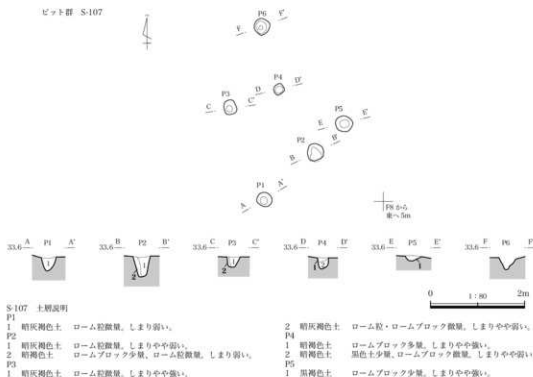 ピット群 S-107
P6
F F'
P4
D D'
P3
C C'
P5
E E'
P2
B B'
P1
A A'
F8 から
東へ 5m
33.6 A P1 A'
1
B P2 B'
1
2
33.6 C P3 C'
1
2
33.6 D P4 D'
1
33.6 E P5 E'
1
33.6 F P6 F'
0 1：80 2m
S-107 土層説明
P1
1 暗灰褐色土 ローム粒微量。しまり弱い。
P2
1 暗灰褐色土 ローム粒微量。しまりやや弱い。
2 暗褐色土 ロームブロック少量、ローム粒微量。しまり弱い。
P3
1 暗褐色土 ローム粒微量。しまりやや強い。
2 暗灰褐色土 ローム粒・ロームブロック微量。しまりやや弱い。
P4
1 暗褐色土 ロームブロック多量。しまりやや強い。
2 暗褐色土 黒色土少量、ロームブロック微量。しまりやや弱い
P5
1 黒褐色土 ロームブロック少量。しまりやや強い。